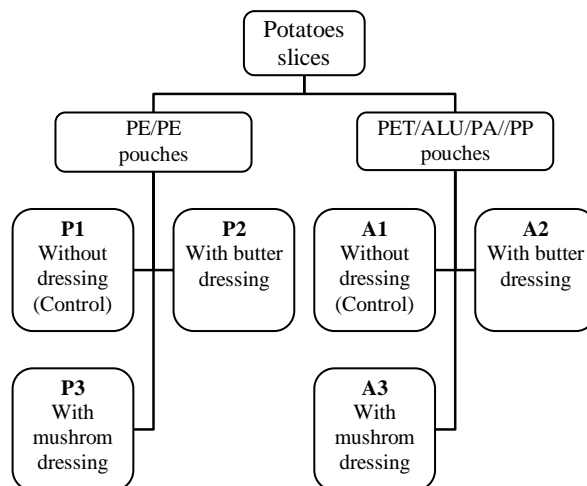 Potatoes
slices
PE/PE
pouches
PET/ALU/PA//PP
pouches
P1
Without
dressing
(Control)
P2
With butter
dressing
A1
Without
dressing
(Control)
A2
With butter
dressing
P3
With
mushrom
dressing
A3
With
mushrom
dressing